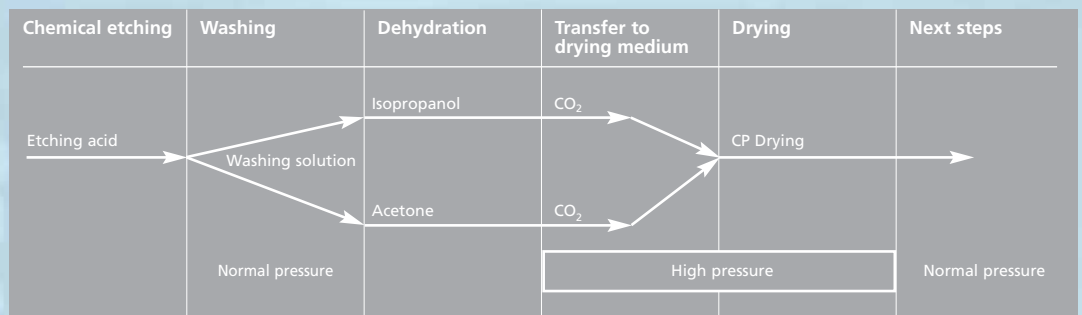 Chemical etching
Washing
Dehydration
Transfer to
drying medium
Drying
Next steps
Isopropanol
CO₂
Etching acid
Washing solution
CP Drying
Acetone
CO₂
Normal pressure
High pressure
Normal pressure